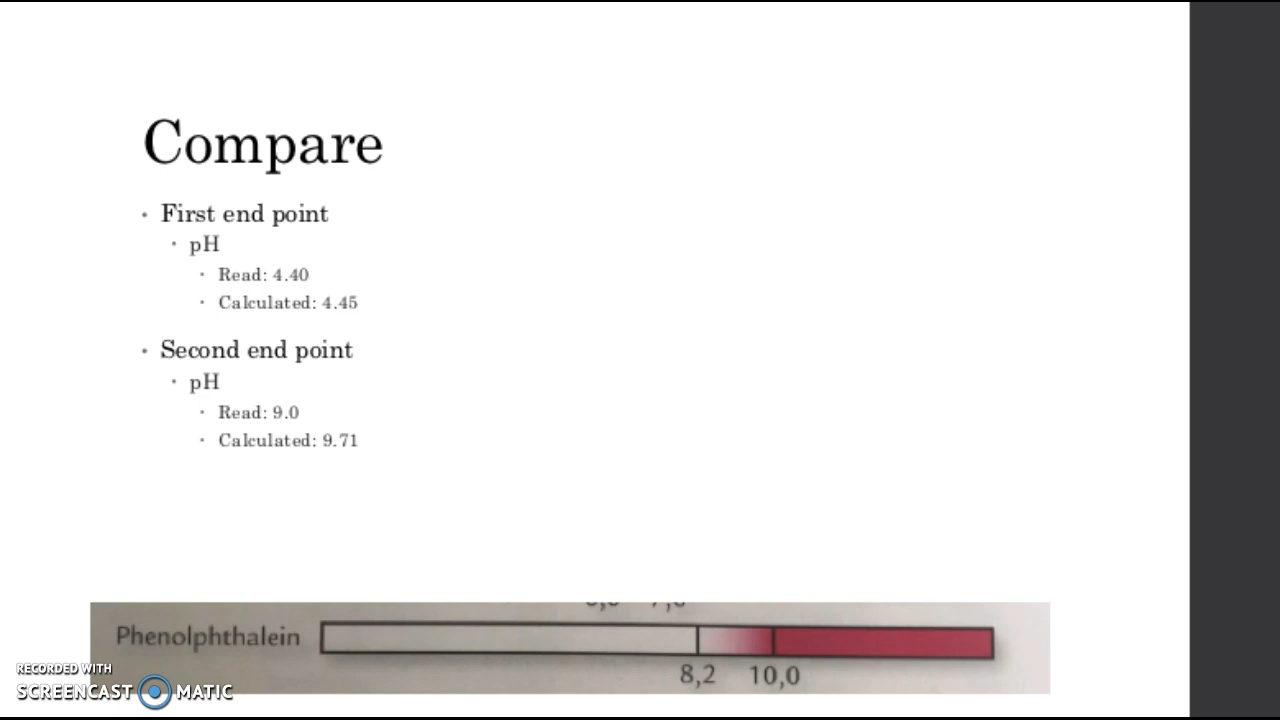 Compare
• First end point
• pH
• Read: 4.40
• Calculated: 4.45
• Second end point
• pH
• Read: 9.0
• Calculated: 9.71
Phenolphthalein
8,2 10,0
RECORDED WITH
SCREENCAST MATIC